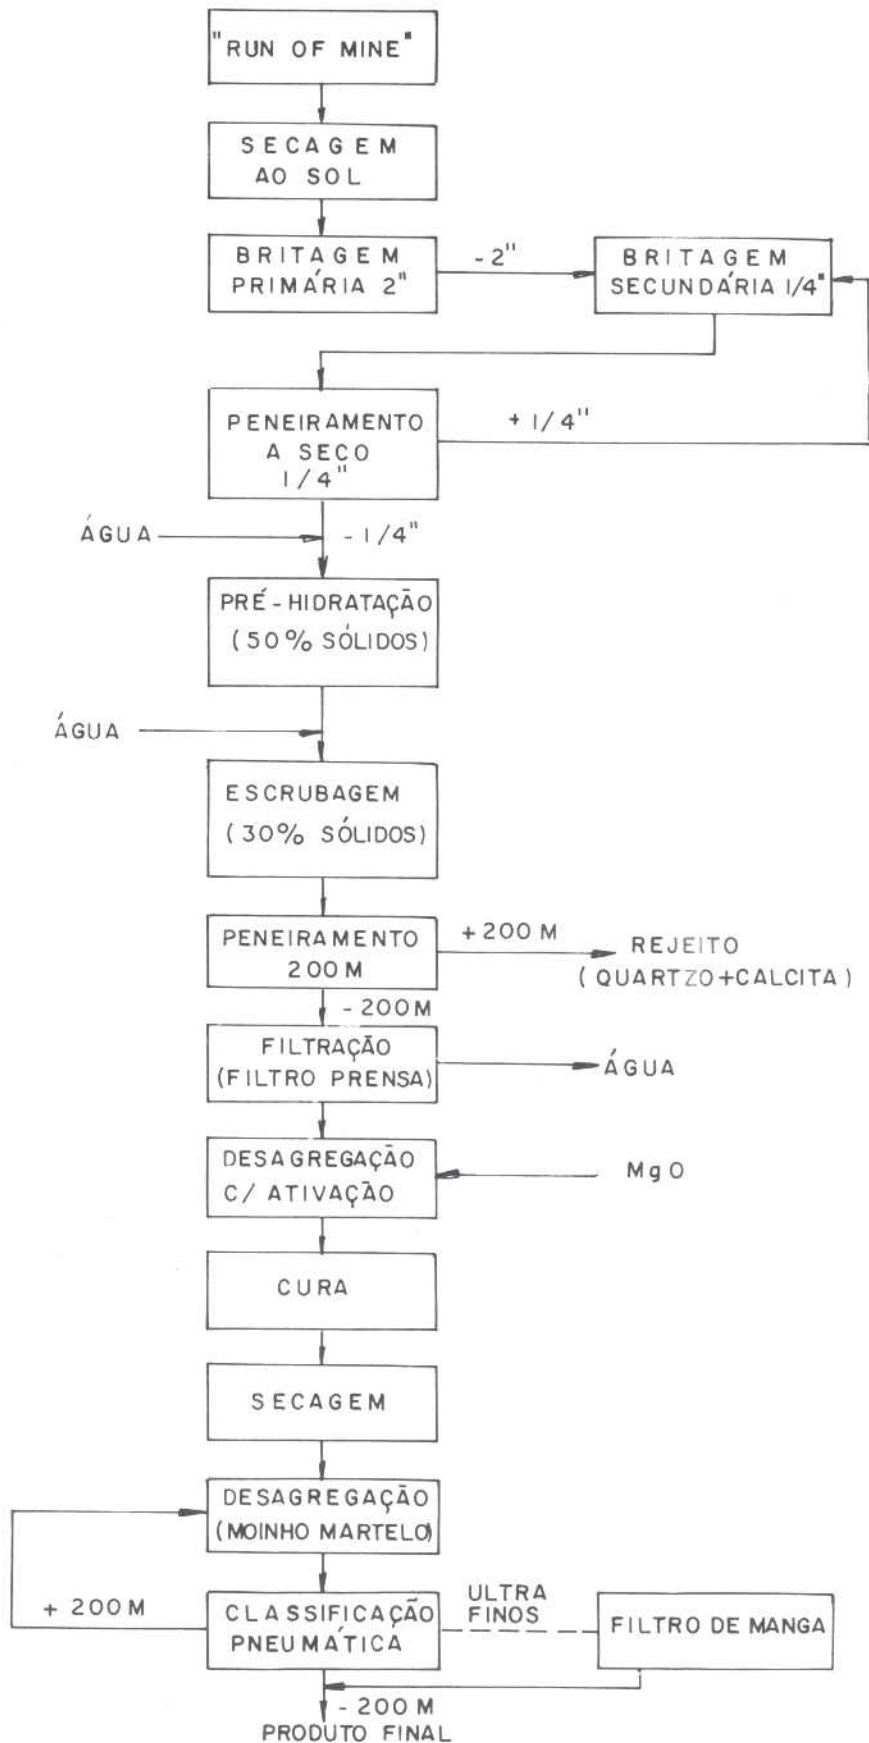 "RUN OF MINE"
SECAGEM
AO SOL
BRITAGEM
PRIMÁRIA 2"
-2"
BRITAGEM
SECUNDÁRIA 1/4"
PENEIRAMENTO
A SECO
1/4"
+ 1/4"
ÁGUA
- 1/4"
PRÉ-HIDRATAÇÃO
(50% SÓLIDOS)
ÁGUA
ESCRUBAGEM
(30% SÓLIDOS)
PENEIRAMENTO
200M
+200 M
REJEITO
(QUARTZO+CALCITA)
- 200M
FILTRAÇÃO
(FILTRO PRENSA)
ÁGUA
DESAGREGAÇÃO
C/ ATIVAÇÃO
MgO
CURA
SECAGEM
DESAGREGAÇÃO
(MOINHO MARTELO)
+ 200M
CLASSIFICAÇÃO
PNEUMÁTICA
ULTRA
FINOS
FILTRO DE MANGA
- 200 M
PRODUTO FINAL